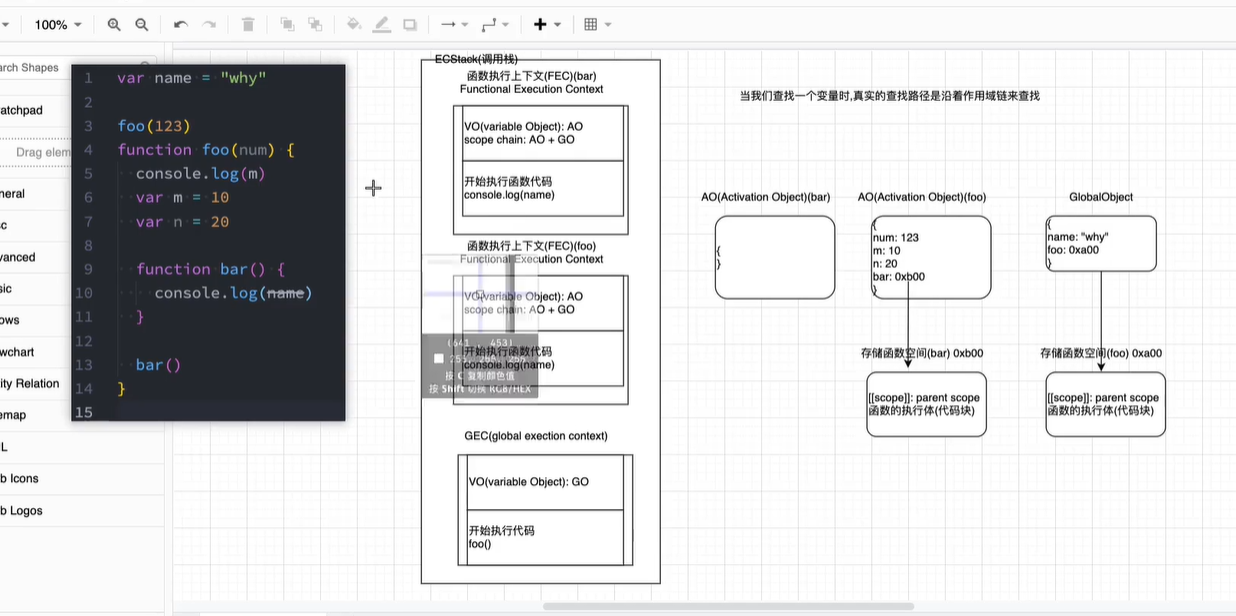 100%
arch Shapes
atchpad
Drag elem
neral
c
vanced
sic
ows
wchart
ity Relation
emap
L
b Icons
b Logos
1 var name = "why"
2
3 foo(123)
4 function foo(num) {
5 console.log(m)
6 var m = 10
7 var n = 20
8
9 function bar() {
10 console.log(name)
11 }
12
13 bar()
14 }
15
ECStack(调用栈)
函数执行上下文(FEC)(bar)
Functional Execution Context
VO(variable Object): AO
scope chain: AO + GO
开始执行函数代码
console.log(name)
函数执行上下文(FEC)(foo)
Functional Execution Context
VO(variable Object): AO
scope chain: AO + GO
(641 , 453)
开始执行函数代码
console.log(name)
按 C 复制颜色值
按 Shift 切换 RGB/HEX
GEC(global exection context)
VO(variable Object): GO
开始执行代码
foo()
当我们查找一个变量时,真实的查找路径是沿着作用域链来查找
AO(Activation Object)(bar)
{
}
AO(Activation Object)(foo)
{
num: 123
m: 10
n: 20
bar: 0xb00
}
存储函数空间(bar) 0xb00
[[scope]]: parent scope
函数的执行体(代码块)
GlobalObject
{
name: "why"
foo: 0xa00
}
存储函数空间(foo) 0xa00
[[scope]]: parent scope
函数的执行体(代码块)